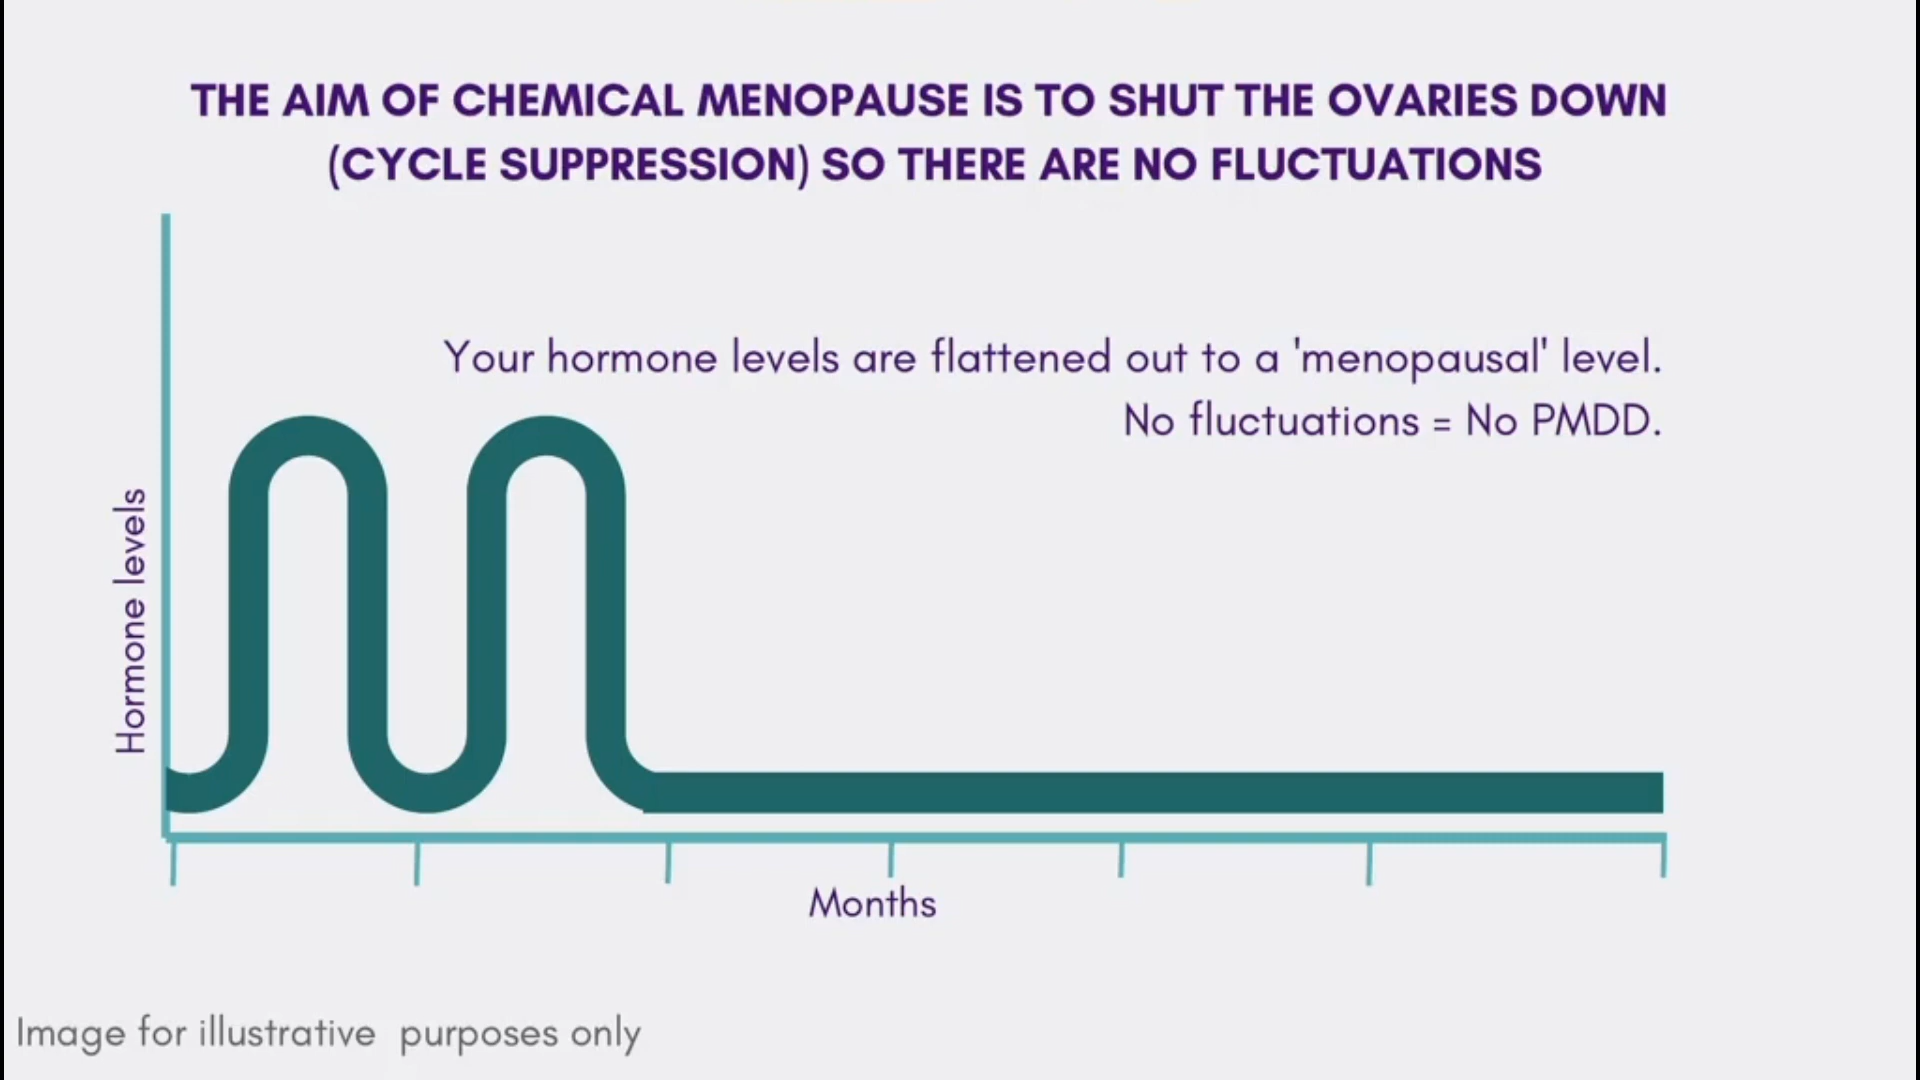 THE AIM OF CHEMICAL MENOPAUSE IS TO SHUT THE OVARIES DOWN
(CYCLE SUPPRESSION) SO THERE ARE NO FLUCTUATIONS
Your hormone levels are flattened out to a 'menopausal' level.
No fluctuations = No PMDD.
Hormone levels
Months
Image for illustrative purposes only